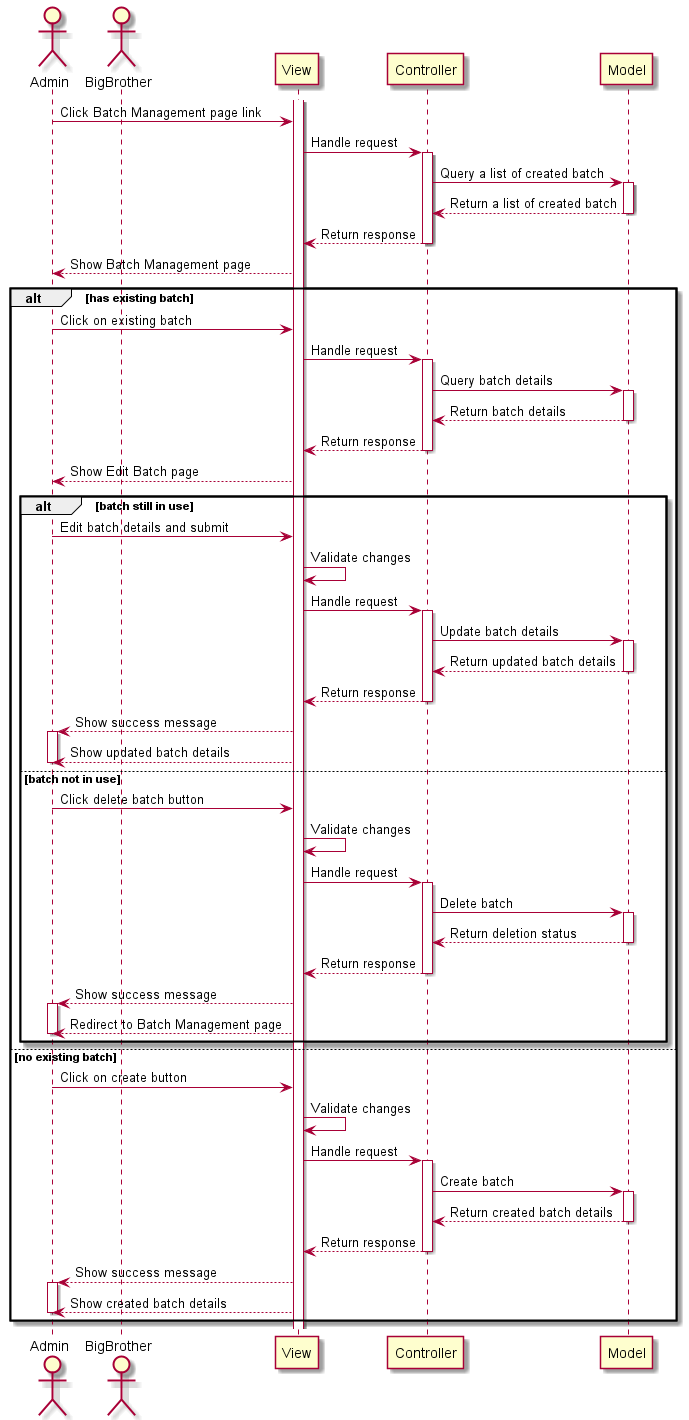 Admin
BigBrother
View
Controller
Model
Click Batch Management page link
Handle request
Query a list of created batch
Return a list of created batch
Return response
Show Batch Management page
alt [has existing batch]
Click on existing batch
Handle request
Query batch details
Return batch details
Return response
Show Edit Batch page
alt [batch still in use]
Edit batch details and submit
Validate changes
Handle request
Update batch details
Return updated batch details
Return response
Show success message
Show updated batch details
[batch not in use]
Click delete batch button
Validate changes
Handle request
Delete batch
Return deletion status
Return response
Show success message
Redirect to Batch Management page
[no existing batch]
Click on create button
Validate changes
Handle request
Create batch
Return created batch details
Return response
Show success message
Show created batch details
Admin
BigBrother
View
Controller
Model